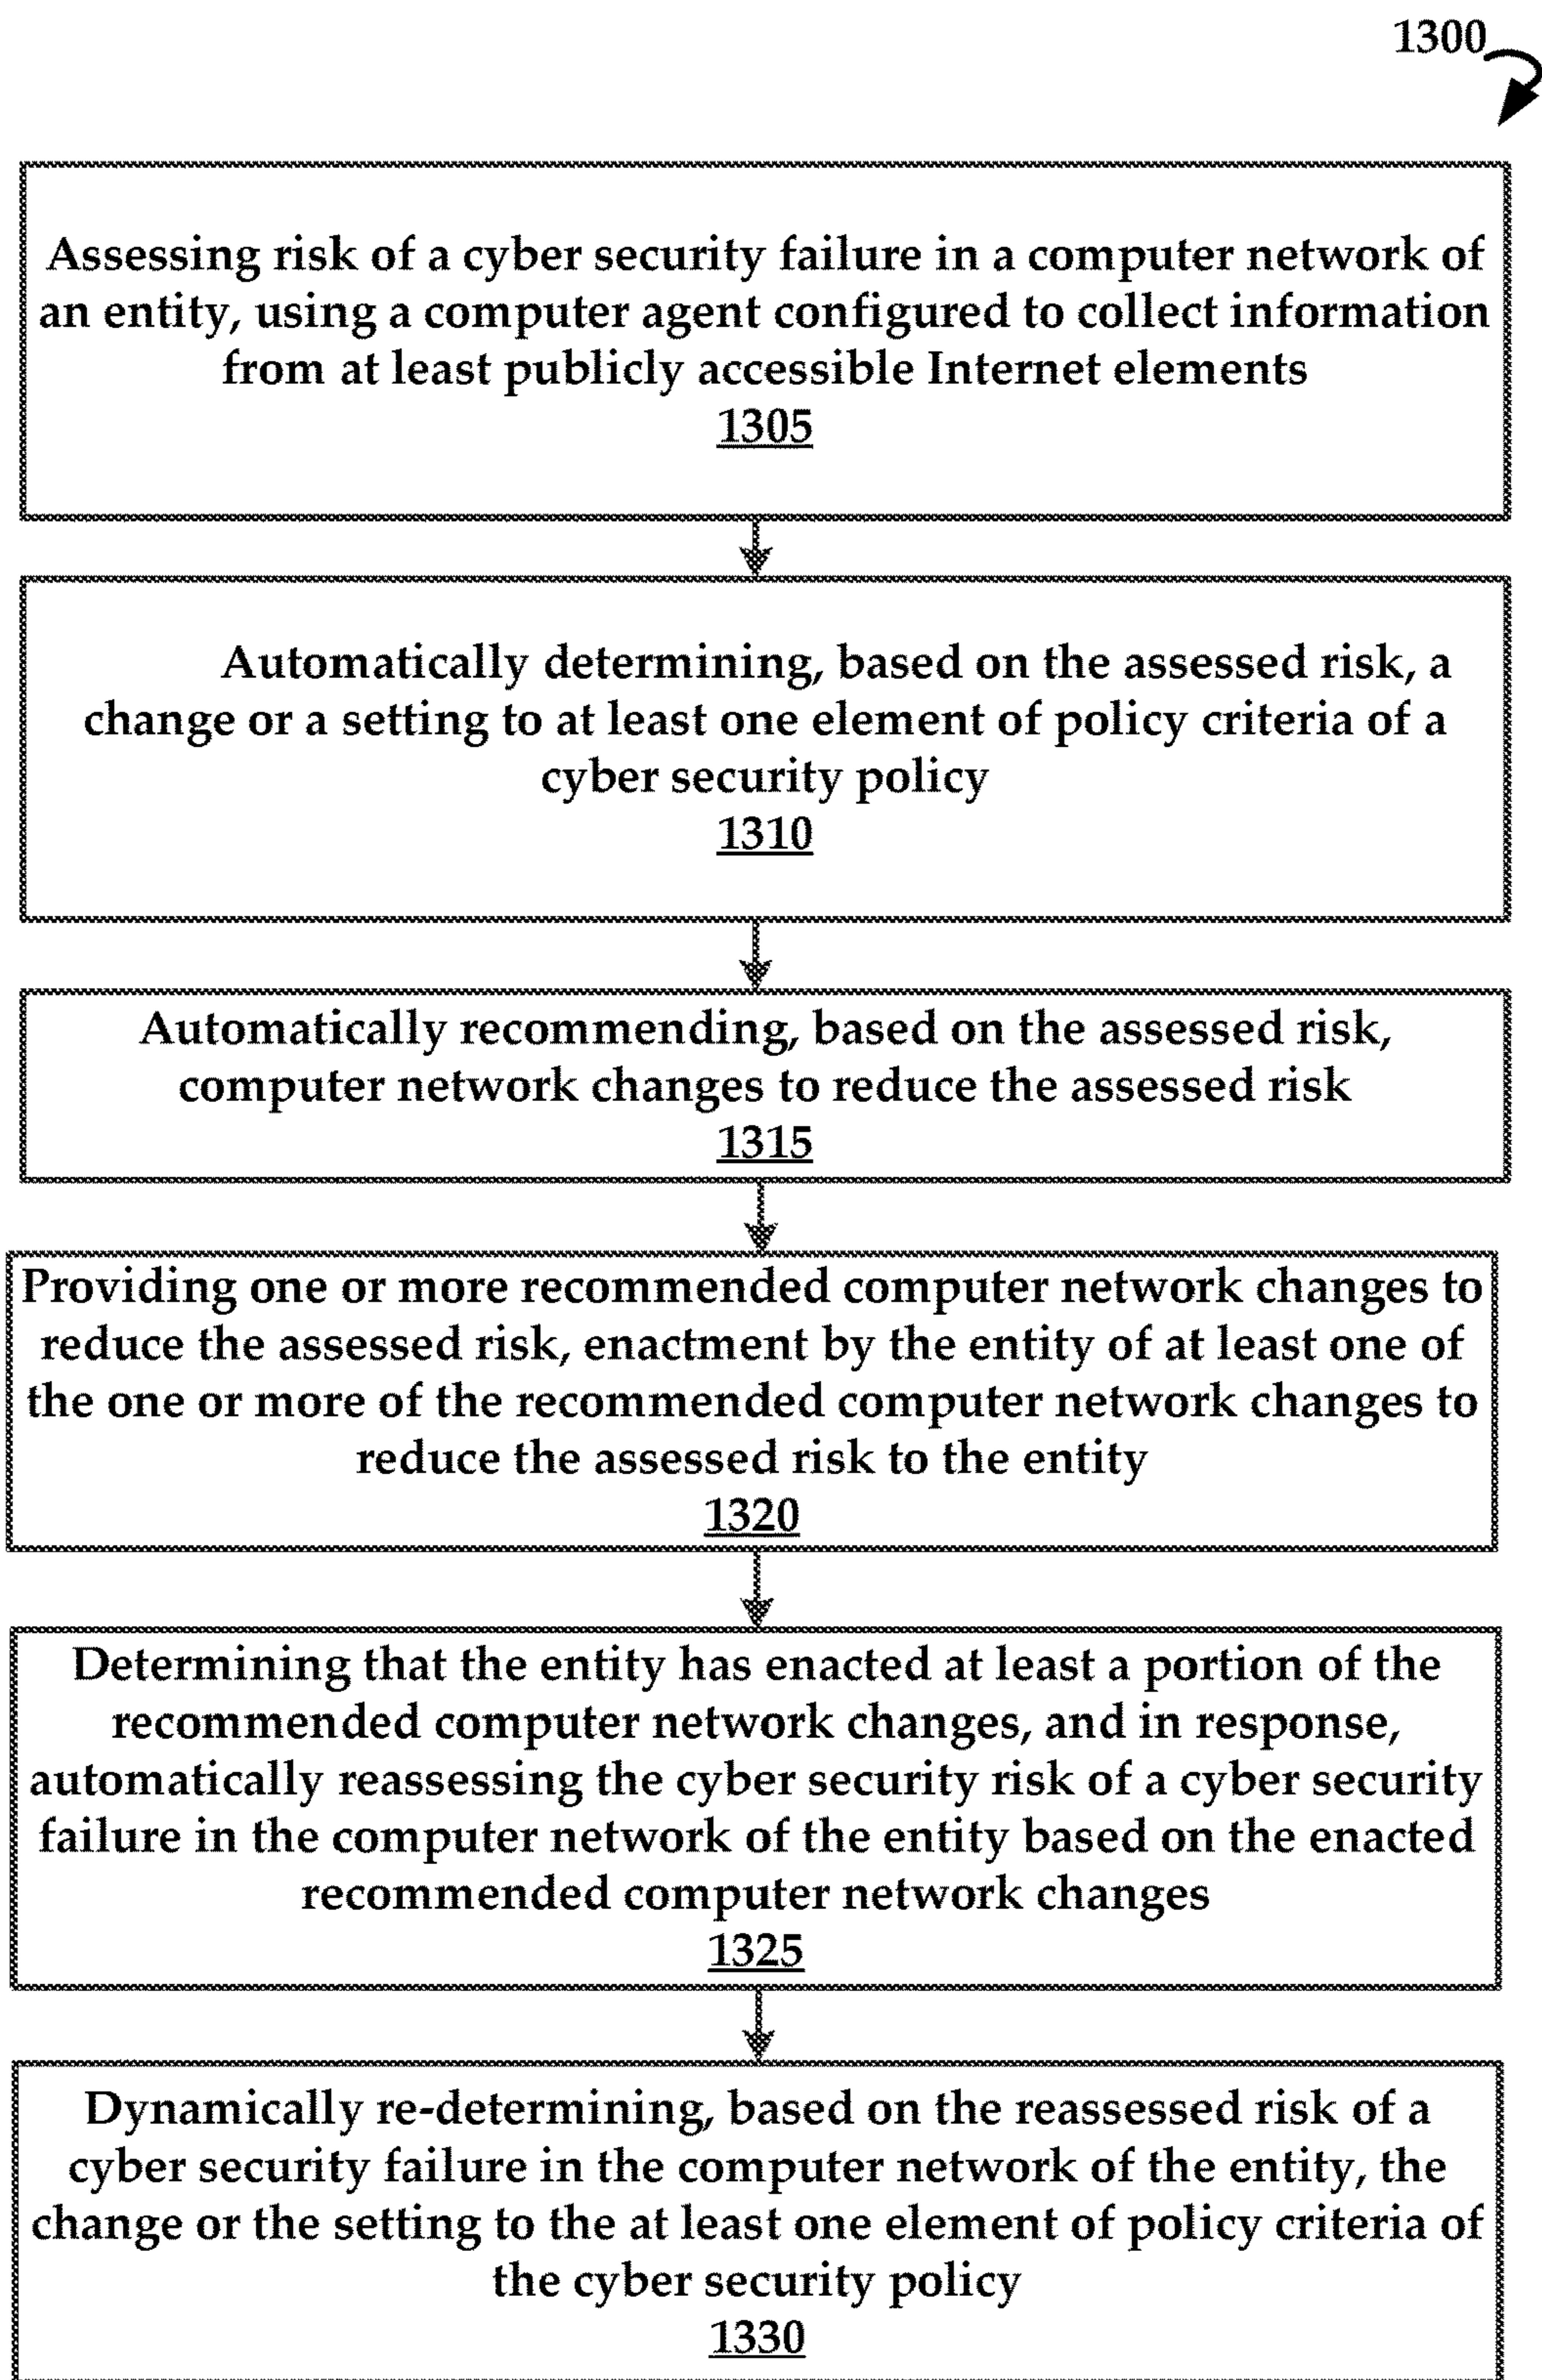 1300
Assessing risk of a cyber security failure in a computer network of
an entity, using a computer agent configured to collect information
from at least publicly accessible Internet elements
1305
Automatically determining, based on the assessed risk, a
change or a setting to at least one element of policy criteria of a
cyber security policy
1310
Automatically recommending, based on the assessed risk,
computer network changes to reduce the assessed risk
1315
Providing one or more recommended computer network changes to
reduce the assessed risk, enactment by the entity of at least one of
the one or more of the recommended computer network changes to
reduce the assessed risk to the entity
1320
Determining that the entity has enacted at least a portion of the
recommended computer network changes, and in response,
automatically reassessing the cyber security risk of a cyber security
failure in the computer network of the entity based on the enacted
recommended computer network changes
1325
Dynamically re-determining, based on the reassessed risk of a
cyber security failure in the computer network of the entity, the
change or the setting to the at least one element of policy criteria of
the cyber security policy
1330